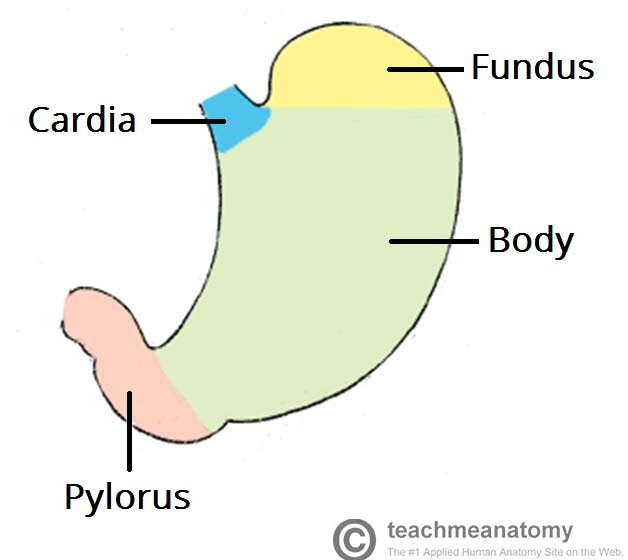 Fundus
Cardia
Body
Pylorus
© teachmeanatomy
The #1 Applied Human Anatomy Site on the Web.